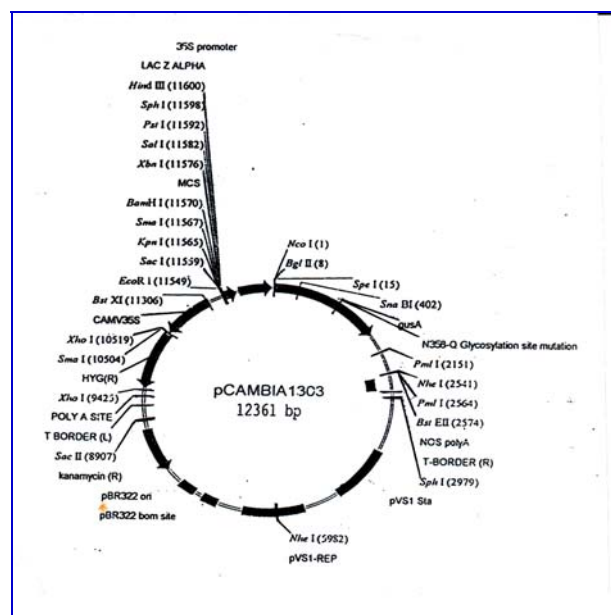 35S promoter
LAC Z ALPHA
Hind III (11600)
Sph I (11598)
Pst I (11592)
Sal I (11582)
Xbn I (11576)
MCS
BamH I (11570)
Sma I (11567)
Kpn I (11565)
Sac I (11559)
EcoR I (11549)
Bst XI (11306)
CAMV35S
Xho I (10519)
Sma I (10504)
HYG(R)
Xho I (9425)
POLY A SITE
T BORDER (L)
Sac II (8907)
kanamycin (R)
pBR322 ori
pBR322 bom site
Nco I (1)
Bgl II (8)
Spe I (15)
Sna BI (402)
gusA
N358-Q Glycosylation site mutation
Pml I (2151)
Nhe I (2541)
Pml I (2564)
Bst EII (2574)
NOS polyA
T-BORDER (R)
Sph I (2979)
pVS1 Sta
Nhe I (5982)
pVS1-REP
pCAMBIA1303
12361 bp